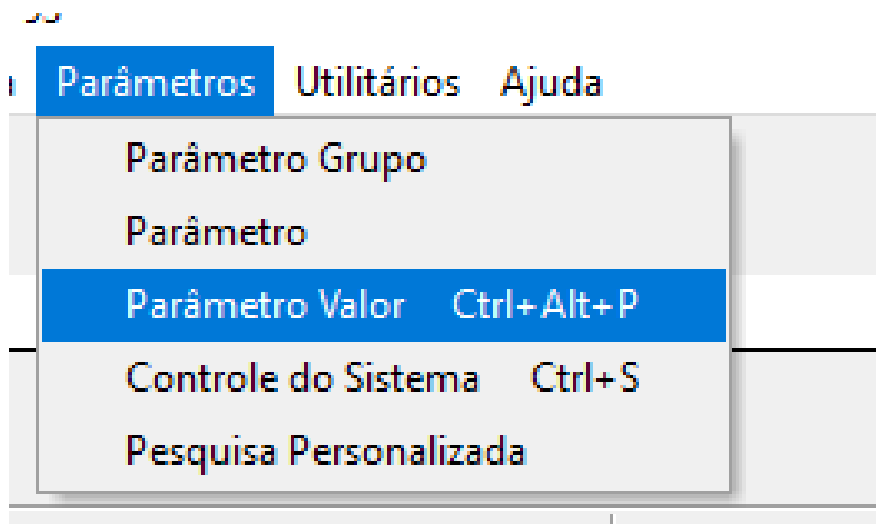 Parâmetros Utilitários Ajuda
Parâmetro Grupo
Parâmetro
Parâmetro Valor Ctrl+Alt+P
Controle do Sistema Ctrl+S
Pesquisa Personalizada